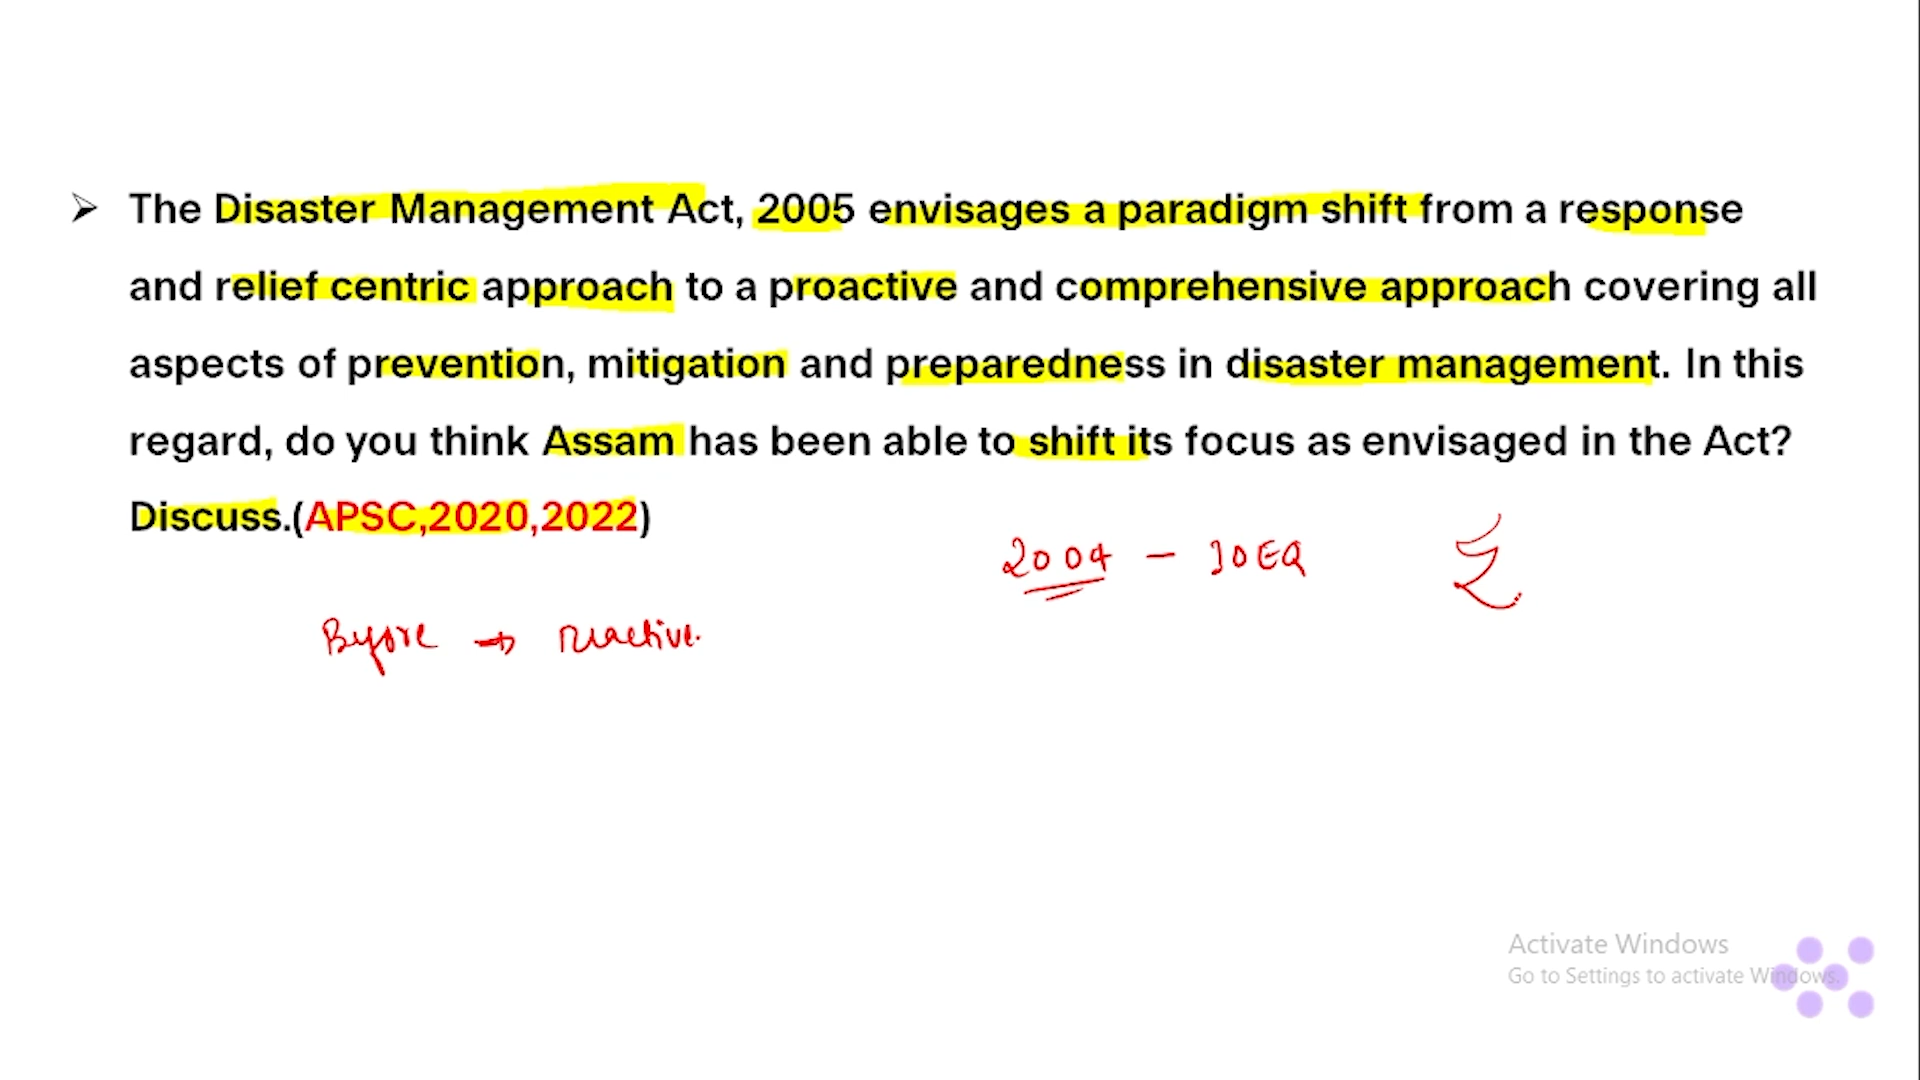 ➢ The Disaster Management Act, 2005 envisages a paradigm shift from a response
and relief centric approach to a proactive and comprehensive approach covering all
aspects of prevention, mitigation and preparedness in disaster management. In this
regard, do you think Assam has been able to shift its focus as envisaged in the Act?
Discuss.(APSC,2020,2022)
2004 – IOEQ
Before → Reactive.
Activate Windows
Go to Settings to activate Windows.